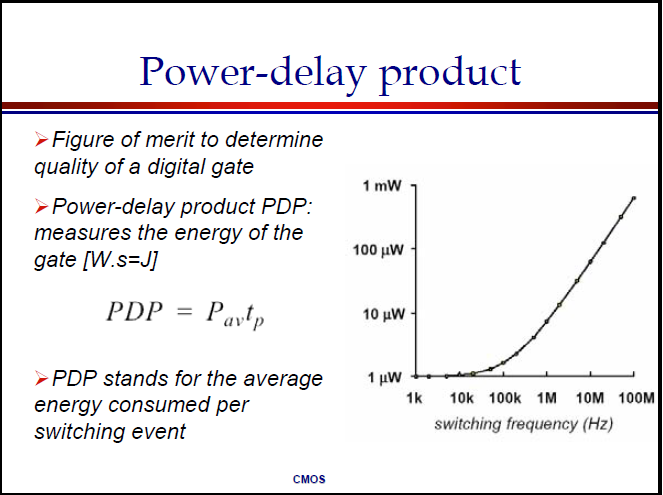 Power-delay product
➢Figure of merit to determine
quality of a digital gate
➢Power-delay product PDP:
measures the energy of the
gate [W.s=J]
PDP = Pavtp
➢PDP stands for the average
energy consumed per
switching event
1 mW
100 µW
10 µW
1 µW
1k 10k 100k 1M 10M 100M
switching frequency (Hz)
CMOS